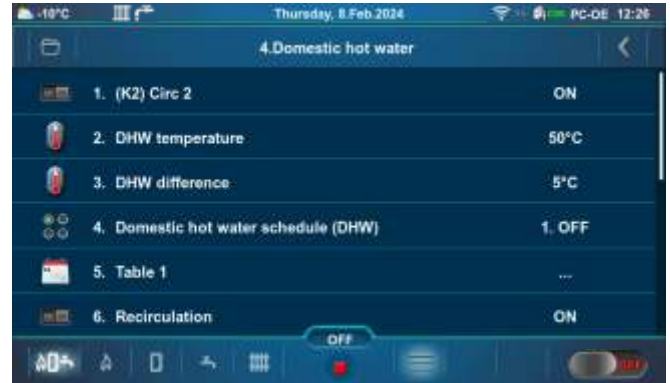 -10°C Thursday, 8.Feb.2024 PC-OE 12:26
4.Domestic hot water
1. (K2) Circ 2 ON
2. DHW temperature 50°C
3. DHW difference 5°C
4. Domestic hot water schedule (DHW) 1. OFF
5. Table 1 ...
6. Recirculation ON
OFF
OFF